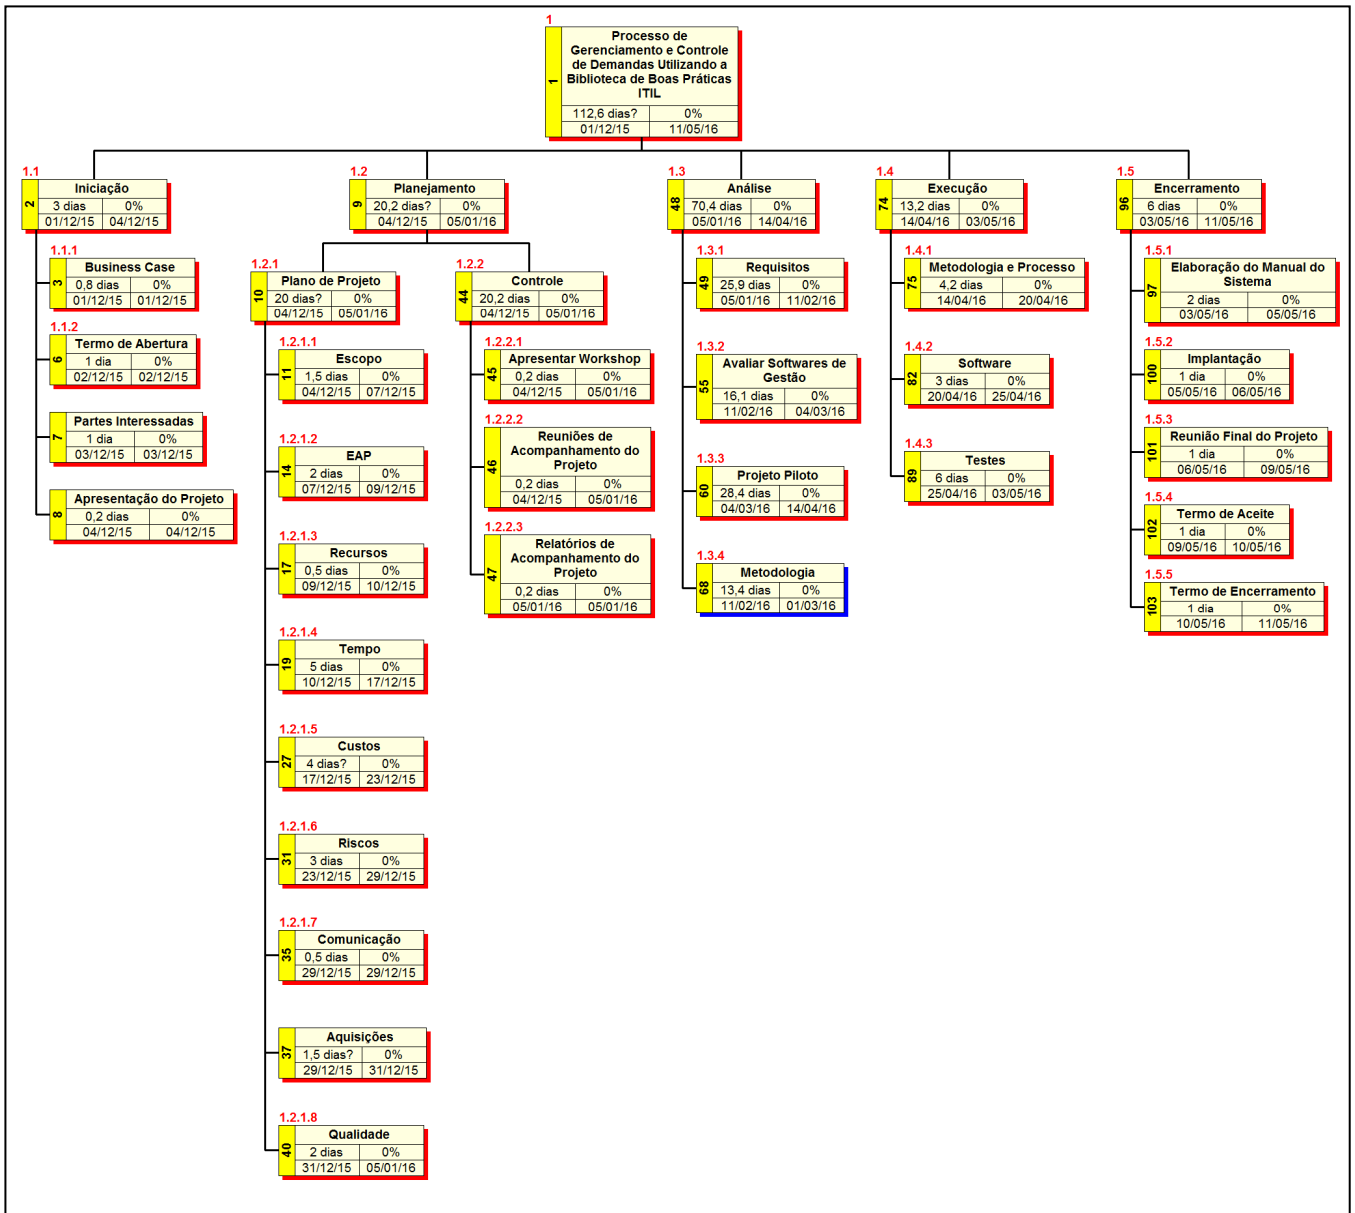 1
1
Processo de
Gerenciamento e Controle
de Demandas Utilizando a
Biblioteca de Boas Práticas
ITIL
112,6 dias? 0%
01/12/15 11/05/16
1.1
2
Iniciação
3 dias 0%
01/12/15 04/12/15
1.1.1
3
Business Case
0,8 dias 0%
01/12/15 01/12/15
1.1.2
6
Termo de Abertura
1 dia 0%
02/12/15 02/12/15
7
Partes Interessadas
1 dia 0%
03/12/15 03/12/15
8
Apresentação do Projeto
0,2 dias 0%
04/12/15 04/12/15
1.2
9
Planejamento
20,2 dias? 0%
04/12/15 05/01/16
1.2.1
10
Plano de Projeto
20 dias? 0%
04/12/15 05/01/16
1.2.1.1
11
Escopo
1,5 dias 0%
04/12/15 07/12/15
1.2.1.2
14
EAP
2 dias 0%
07/12/15 09/12/15
1.2.1.3
17
Recursos
0,5 dias 0%
09/12/15 10/12/15
1.2.1.4
19
Tempo
5 dias 0%
10/12/15 17/12/15
1.2.1.5
27
Custos
4 dias? 0%
17/12/15 23/12/15
1.2.1.6
31
Riscos
3 dias 0%
23/12/15 29/12/15
1.2.1.7
35
Comunicação
0,5 dias 0%
29/12/15 29/12/15
37
Aquisições
1,5 dias? 0%
29/12/15 31/12/15
1.2.1.8
40
Qualidade
2 dias 0%
31/12/15 05/01/16
1.2.2
44
Controle
20,2 dias 0%
04/12/15 05/01/16
1.2.2.1
45
Apresentar Workshop
0,2 dias 0%
04/12/15 05/01/16
1.2.2.2
46
Reuniões de
Acompanhamento do
Projeto
0,2 dias 0%
04/12/15 05/01/16
1.2.2.3
47
Relatórios de
Acompanhamento do
Projeto
0,2 dias 0%
05/01/16 05/01/16
1.3
48
Análise
70,4 dias 0%
05/01/16 14/04/16
1.3.1
49
Requisitos
25,9 dias 0%
05/01/16 11/02/16
1.3.2
55
Avaliar Softwares de
Gestão
16,1 dias 0%
11/02/16 04/03/16
1.3.3
60
Projeto Piloto
28,4 dias 0%
04/03/16 14/04/16
1.3.4
68
Metodologia
13,4 dias 0%
11/02/16 01/03/16
1.4
74
Execução
13,2 dias 0%
14/04/16 03/05/16
1.4.1
75
Metodologia e Processo
4,2 dias 0%
14/04/16 20/04/16
1.4.2
82
Software
3 dias 0%
20/04/16 25/04/16
1.4.3
89
Testes
6 dias 0%
25/04/16 03/05/16
1.5
96
Encerramento
6 dias 0%
03/05/16 11/05/16
1.5.1
97
Elaboração do Manual do
Sistema
2 dias 0%
03/05/16 05/05/16
1.5.2
100
Implantação
1 dia 0%
05/05/16 06/05/16
1.5.3
101
Reunião Final do Projeto
1 dia 0%
06/05/16 09/05/16
1.5.4
102
Termo de Aceite
1 dia 0%
09/05/16 10/05/16
1.5.5
103
Termo de Encerramento
1 dia 0%
10/05/16 11/05/16